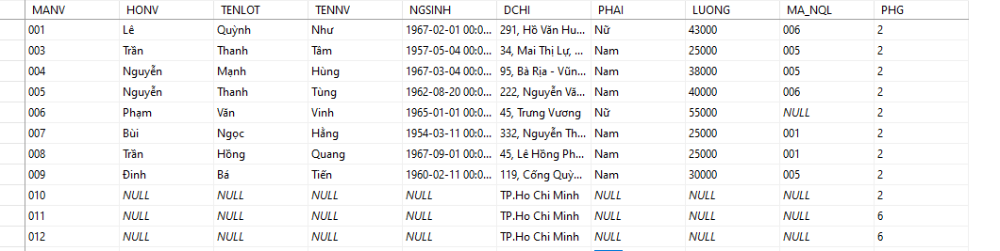 MANV HONV TENLOT TENNV NGSINH DCHI PHAI LUONG MA_NQL PHG
001 Lê Quỳnh Như 1967-02-01 00:0... 291, Hồ Văn Hu... Nữ 43000 006 2
003 Trần Thanh Tâm 1957-05-04 00:0... 34, Mai Thị Lự, ... Nam 25000 005 2
004 Nguyễn Mạnh Hùng 1967-03-04 00:0... 95, Bà Rịa - Vũn... Nam 38000 005 2
005 Nguyễn Thanh Tùng 1962-08-20 00:0... 222, Nguyễn Vă... Nam 40000 006 2
006 Phạm Văn Vinh 1965-01-01 00:0... 45, Trưng Vương Nữ 55000 NULL 2
007 Bùi Ngọc Hằng 1954-03-11 00:0... 332, Nguyễn Th... Nam 25000 001 2
008 Trần Hồng Quang 1967-09-01 00:0... 45, Lê Hồng Ph... Nam 25000 001 2
009 Đinh Bá Tiến 1960-02-11 00:0... 119, Cống Quỳ... Nam 30000 005 2
010 NULL NULL NULL NULL TP.Ho Chi Minh NULL NULL NULL 2
011 NULL NULL NULL NULL TP.Ho Chi Minh NULL NULL NULL 6
012 NULL NULL NULL NULL TP.Ho Chi Minh NULL NULL NULL 6